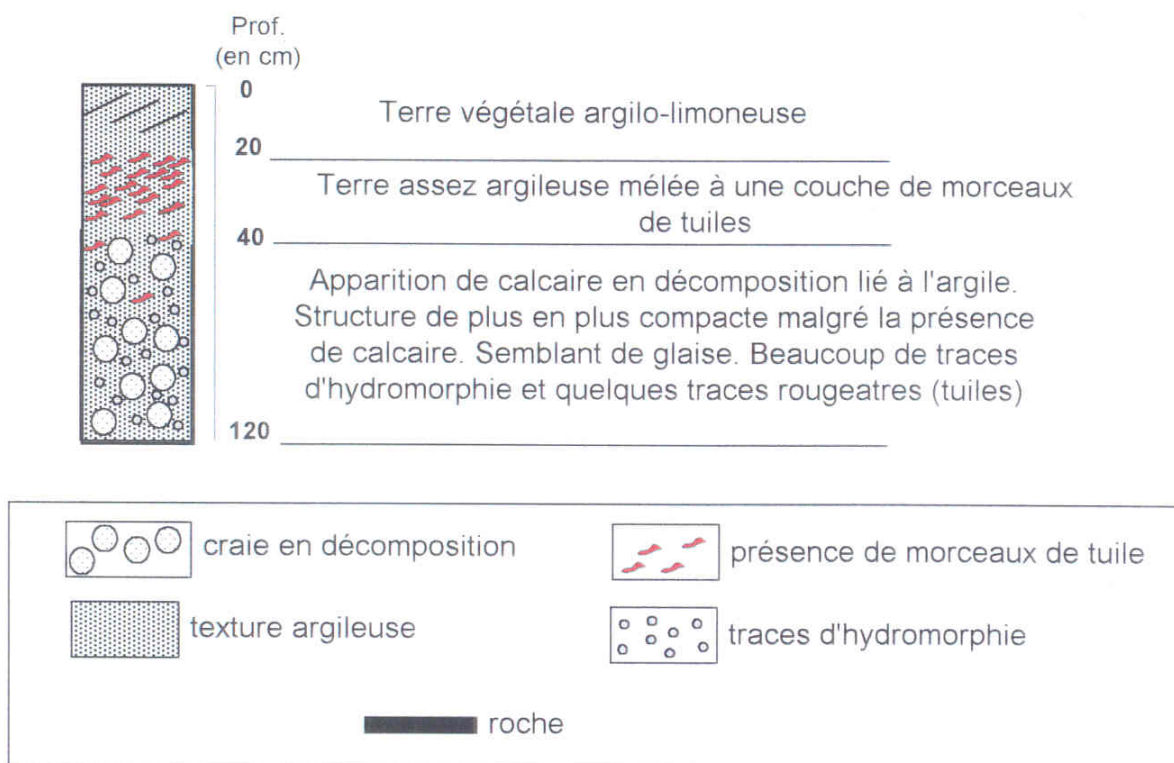 Prof.
(en cm)
0
Terre végétale argilo-limoneuse
20
Terre assez argileuse mélée à une couche de morceaux
de tuiles
40
Apparition de calcaire en décomposition lié à l'argile.
Structure de plus en plus compacte malgré la présence
de calcaire. Semblant de glaise. Beaucoup de traces
d'hydromorphie et quelques traces rougeatres (tuiles)
120
craie en décomposition
présence de morceaux de tuile
texture argileuse
traces d'hydromorphie
roche